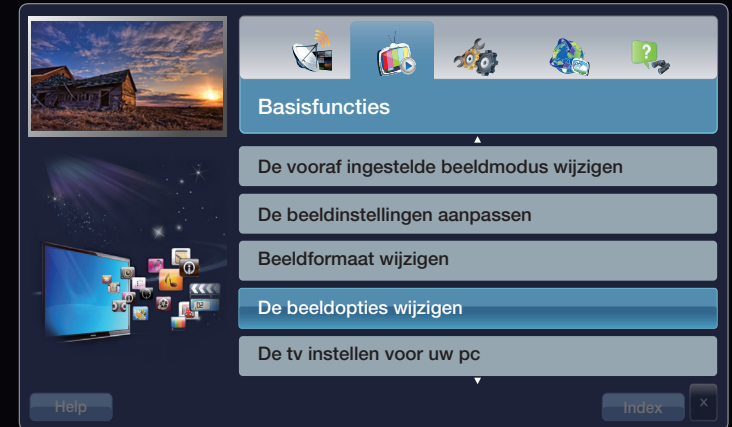 Basisfuncties
De vooraf ingestelde beeldmodus wijzigen
De beeldinstellingen aanpassen
Beeldformaat wijzigen
De beeldopties wijzigen
De tv instellen voor uw pc
Help
Index
x